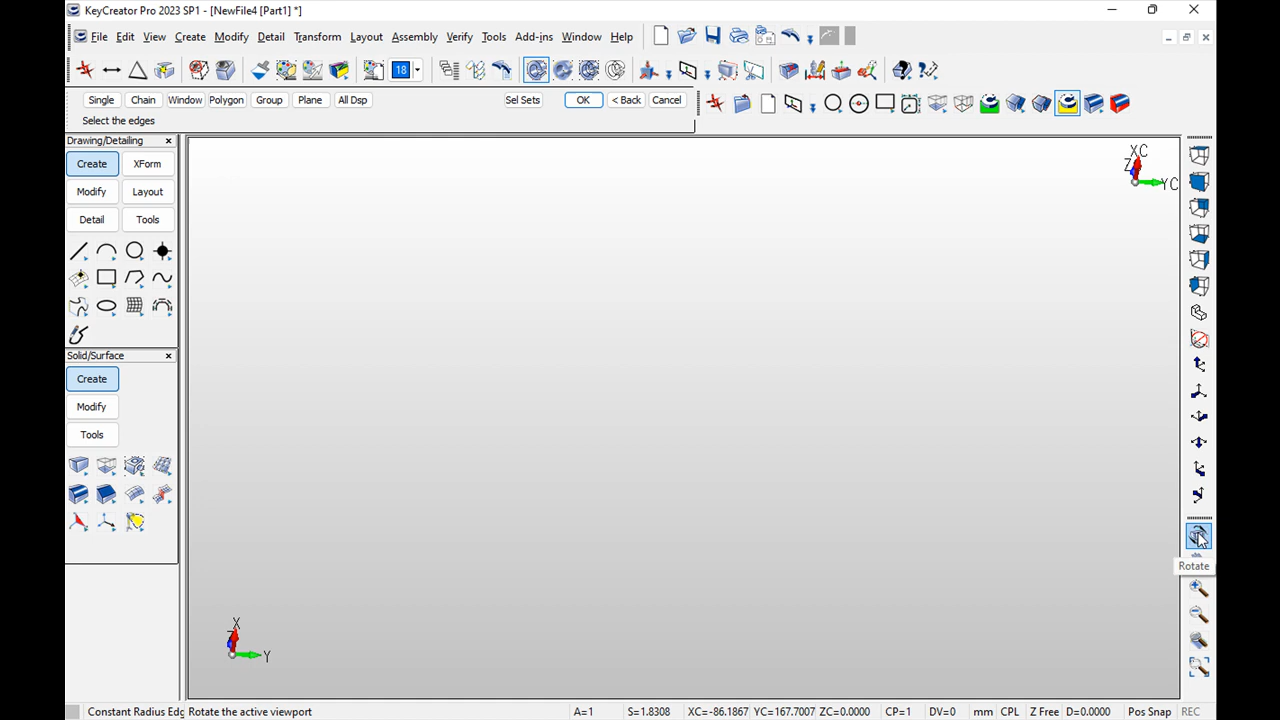 KeyCreator Pro 2023 SP1 - [NewFile4 [Part1] *]
File Edit View Create Modify Detail Transform Layout Assembly Verify Tools Add-ins Window Help
18
Single Chain Window Polygon Group Plane All Dsp Sel Sets OK < Back Cancel
Select the edges
Drawing/Detailing
Create XForm
Modify Layout
Detail Tools
Solid/Surface
Create
Modify
Tools
XC
Z
YC
Rotate
X
Z
Y
Constant Radius Edg Rotate the active viewport A=1 S=1.8308 XC=-86.1867 YC=167.7007 ZC=0.0000 CP=1 DV=0 mm CPL Z Free D=0.0000 Pos Snap REC